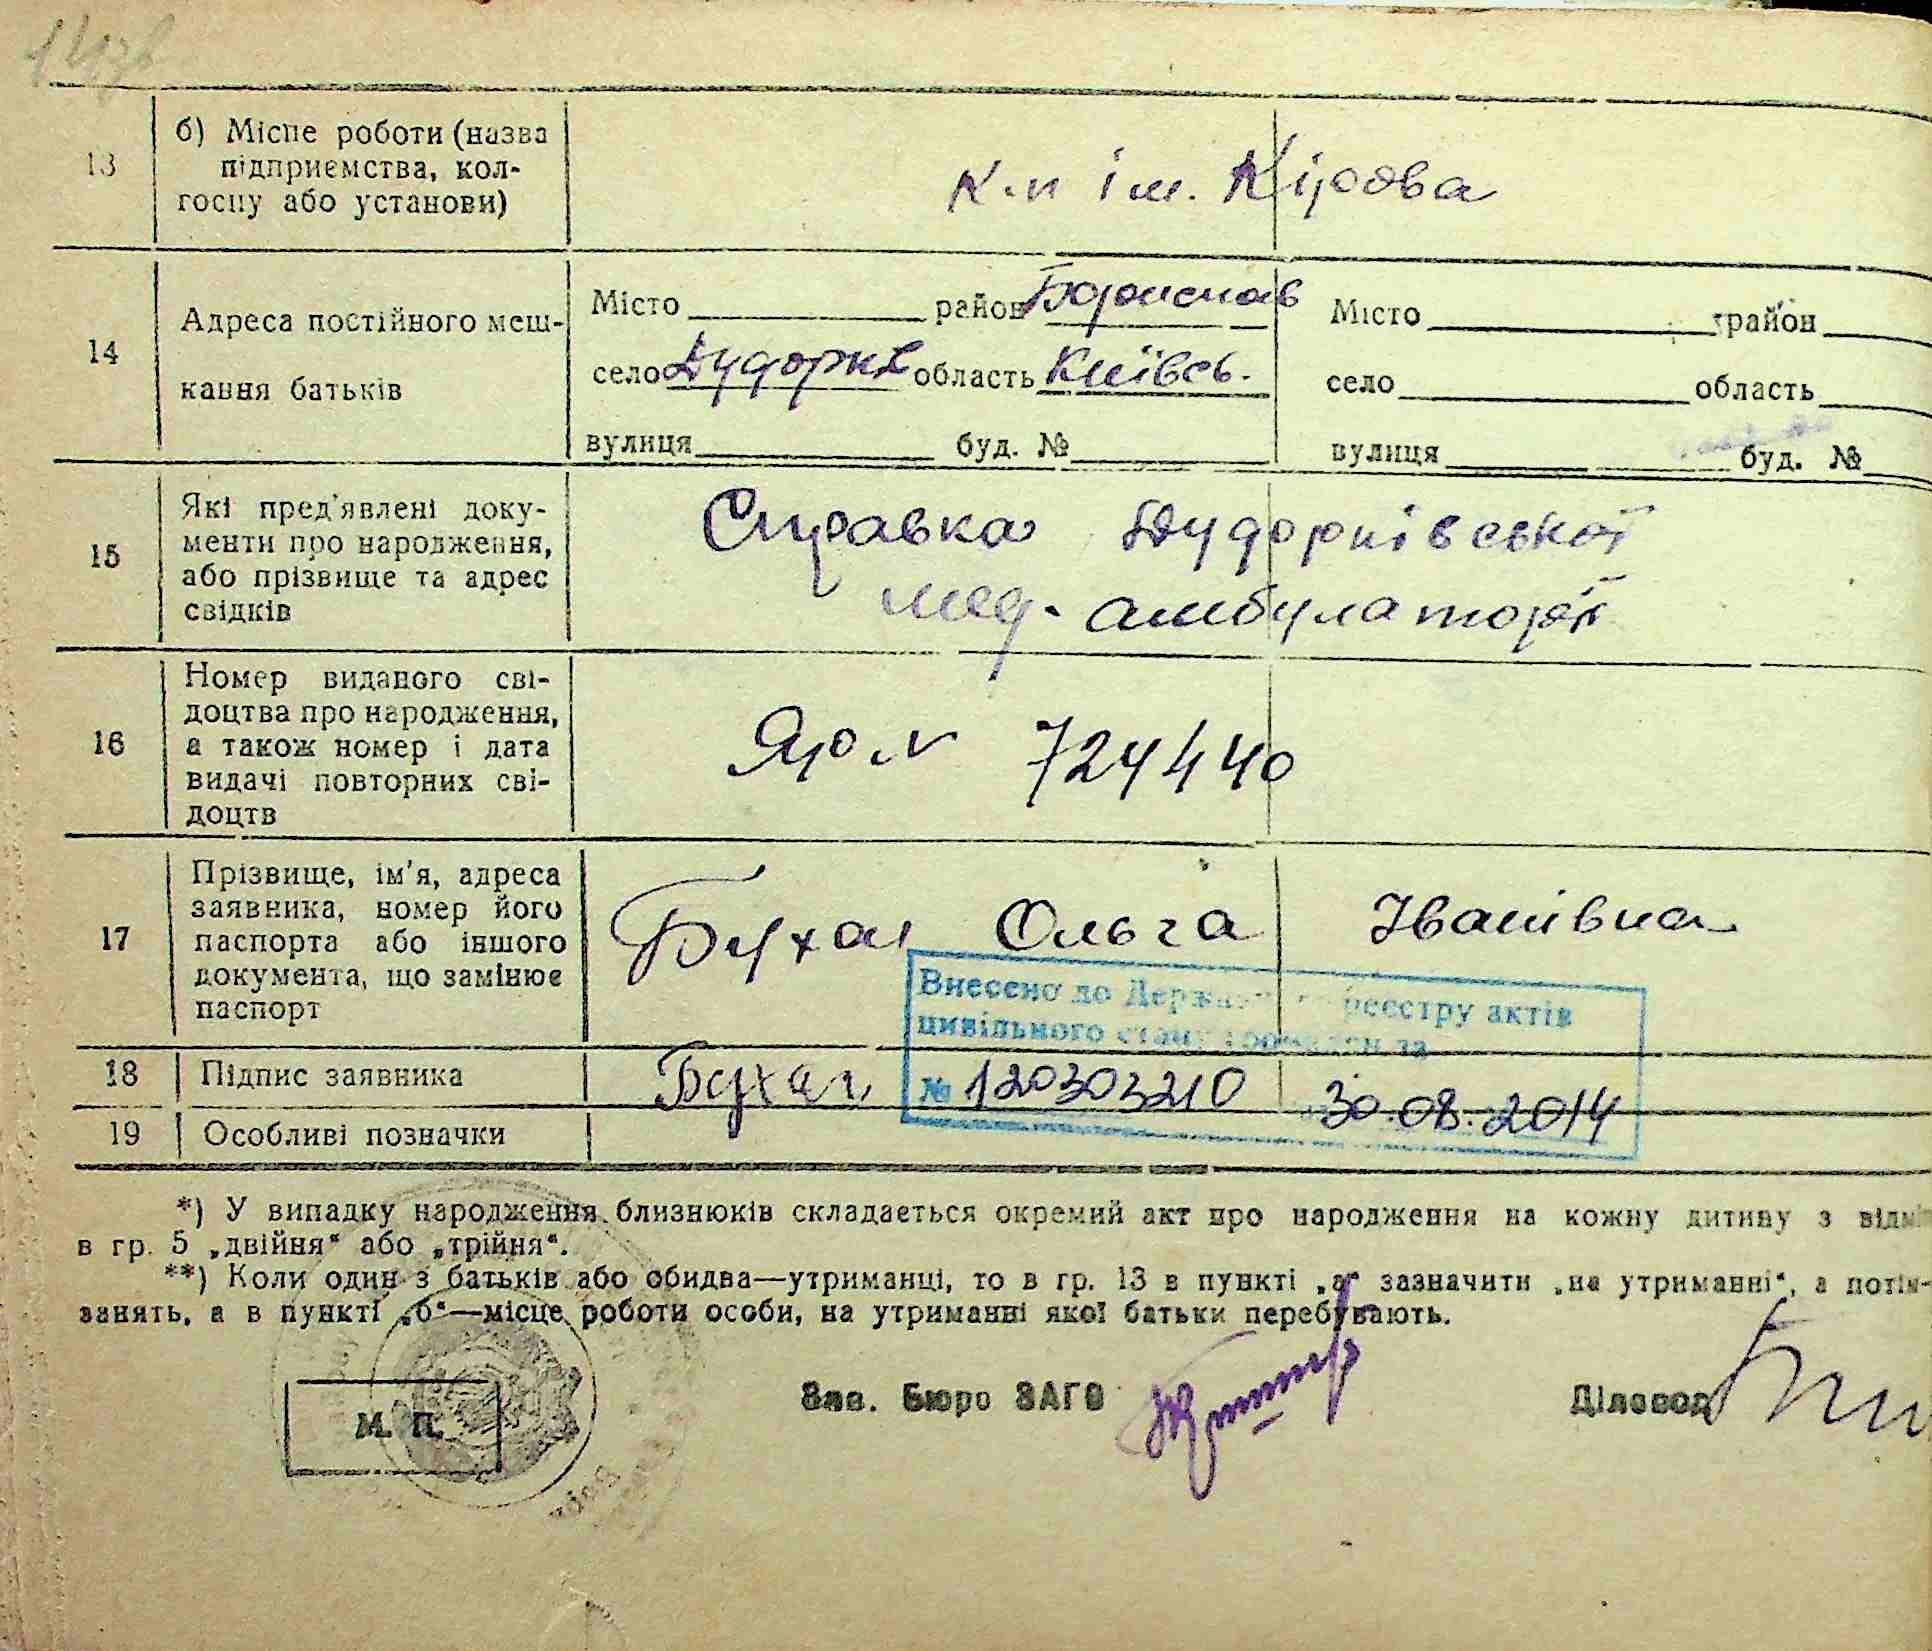 13 б) Місце роботи (назва
підприємства, кол-
госпу або установи)
к-п ім. Кірова
14 Адреса постійного меш-
кання батьків
Місто район Бориспов
село Дударків область Київсь.
вулиця буд. №
Місто район
село область
вулиця буд. №
15 Які пред'явлені доку-
менти про народження,
або прізвище та адрес
свідків
Справка Дударківської
мед. амбулаторії
16 Номер виданого сві-
доцтва про народження,
а також номер і дата
видачі повторних сві-
доцтв
724440
17 Прізвище, ім'я, адреса
заявника, номер його
паспорта або іншого
документа, що замінює
паспорт
Бухал Ольга Іванівна
Внесено до Державного реєстру актів
цивільного стану громадян за
№ 120303210 30.08.2014
18 Підпис заявника
Бухал
19 Особливі позначки
*) У випадку народження близнюків складається окремий акт про народження на кожну дитину з
в гр. 5 „двійня“ або „трійня“.
**) Коли один з батьків або обидва—утриманці, то в гр. 13 в пункті „а“ зазначити „на утриманні“, а потім—
занять, а в пункті „б“—місце роботи особи, на утриманні якої батьки перебувають.
М. П.
Зав. Бюро ЗАГС
Діловод